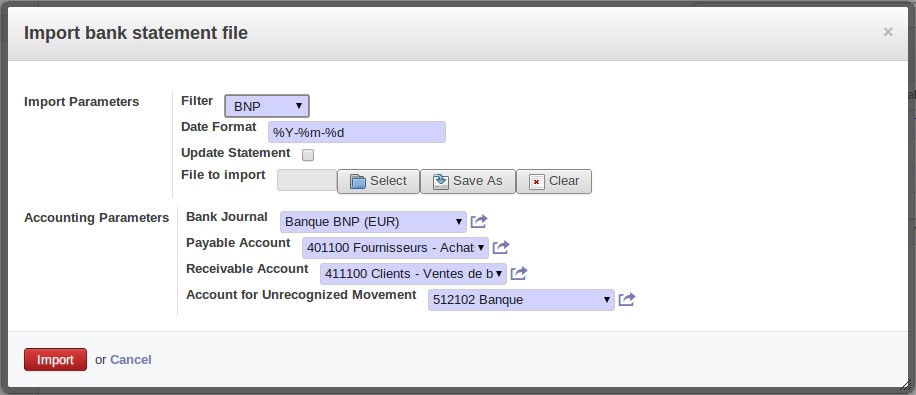 Import bank statement file ×
Import Parameters
Filter BNP
Date Format %Y-%m-%d
Update Statement
File to import Select Save As Clear
Accounting Parameters
Bank Journal Banque BNP (EUR)
Payable Account 401100 Fournisseurs - Achat
Receivable Account 411100 Clients - Ventes de b
Account for Unrecognized Movement 512102 Banque
Import or Cancel